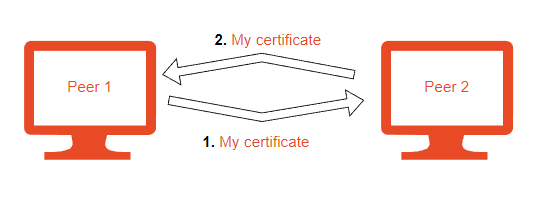 2. My certificate
Peer 1
Peer 2
1. My certificate